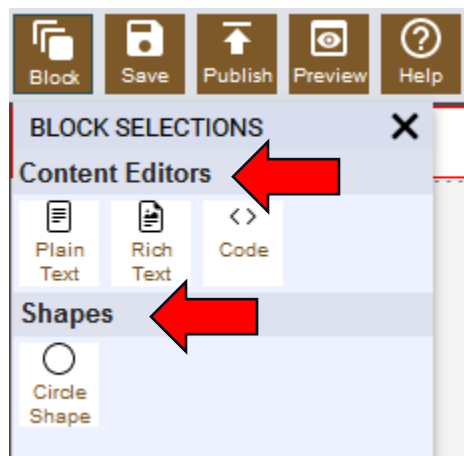 Block Save Publish Preview Help
BLOCK SELECTIONS
Content Editors
Plain Text
Rich Text
Code
Shapes
Circle Shape